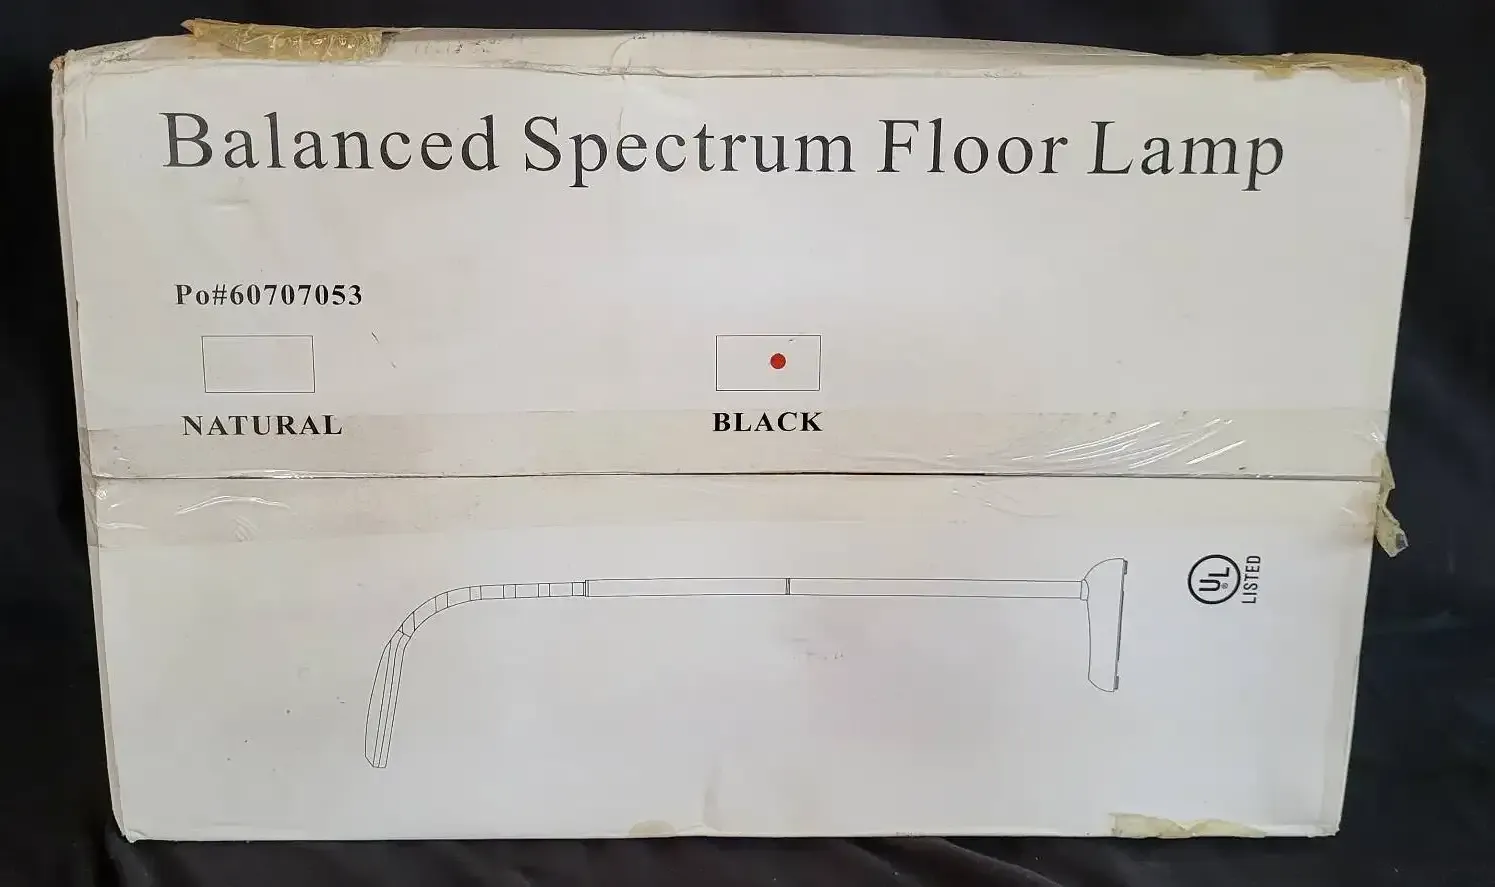 Balanced Spectrum Floor Lamp
Po#60707053
NATURAL
BLACK
UL
LISTED